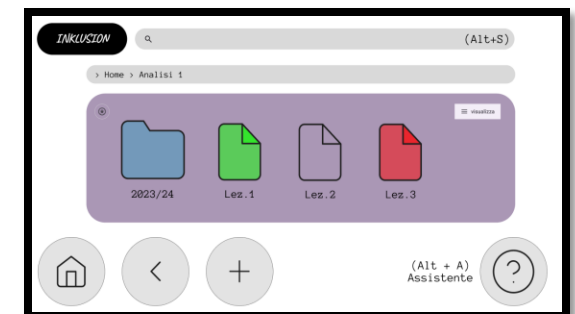 INKLUSION
(Alt+S)
> Home > Analisi 1
visualizza
2023/24 Lez.1 Lez.2 Lez.3
(Alt + A)
Assistente
?